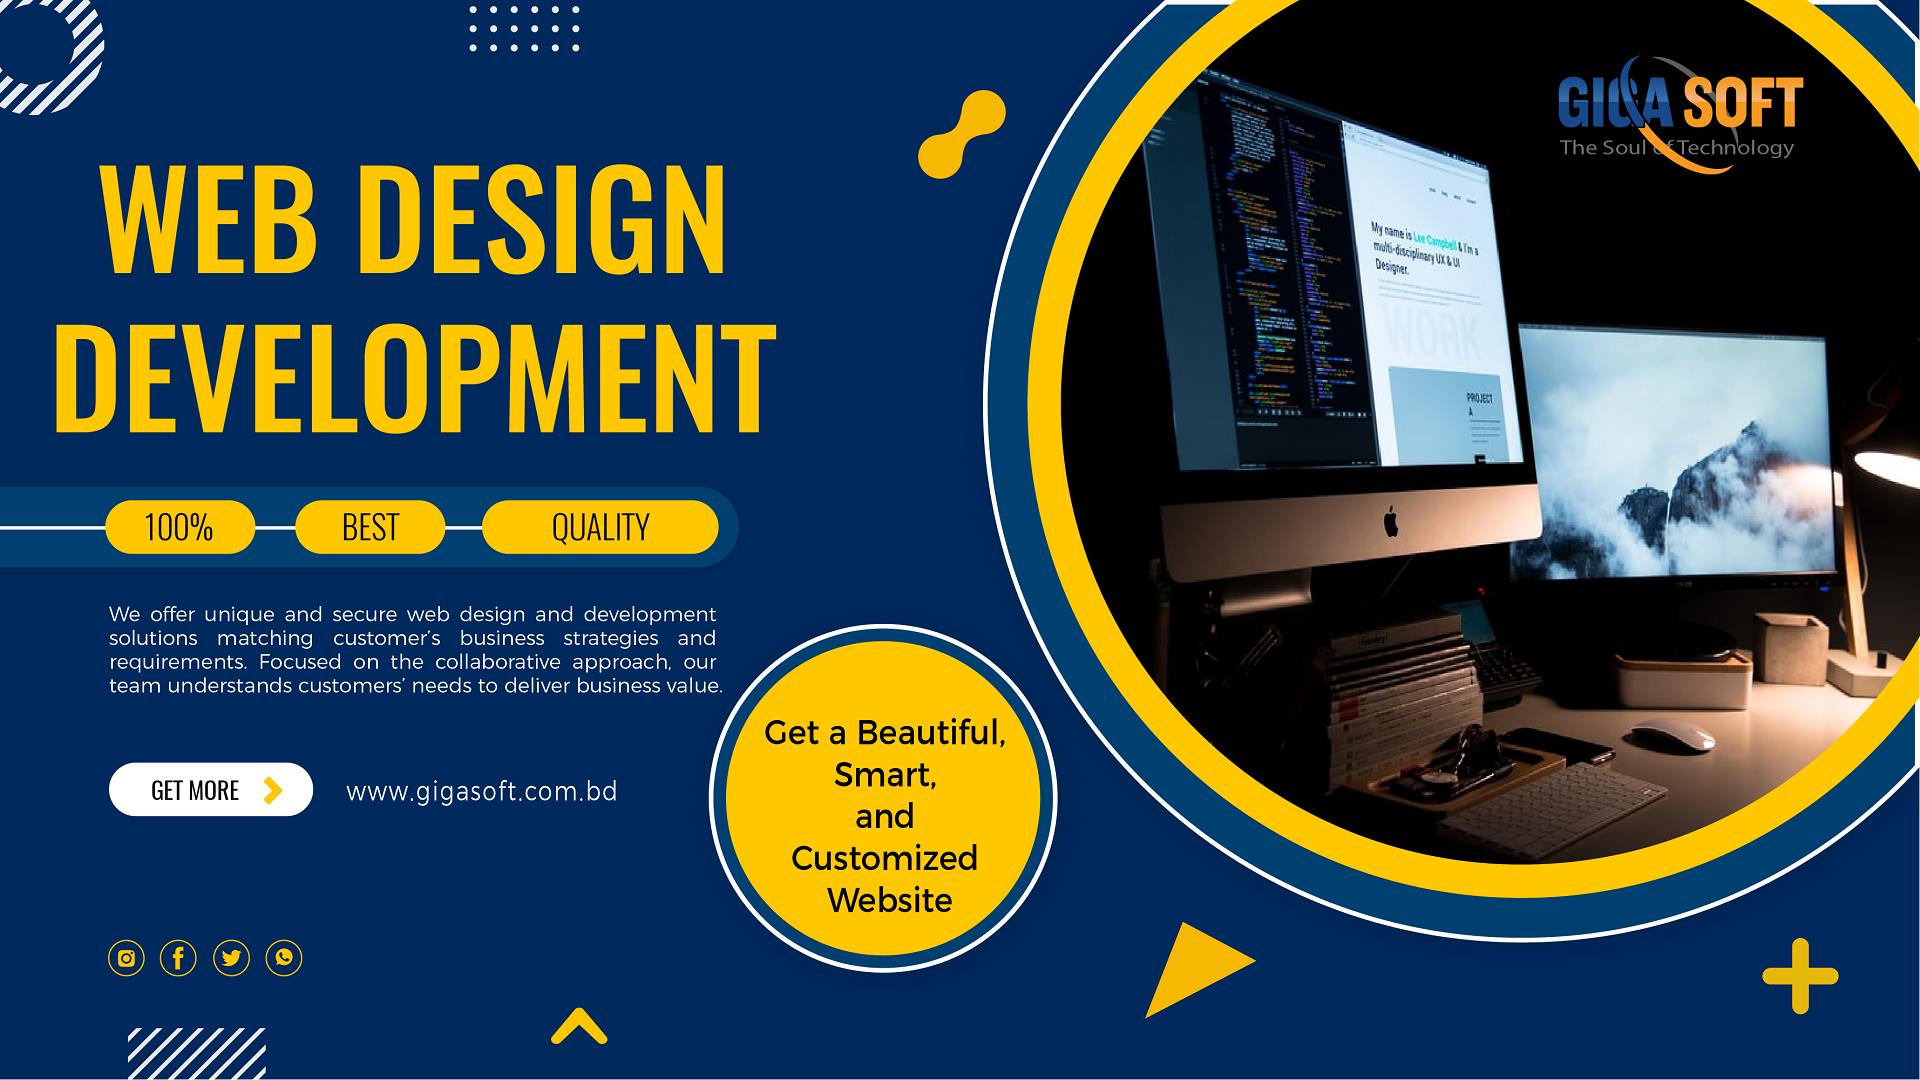 GIGA SOFT
The Soul of Technology
WEB DESIGN
DEVELOPMENT
100% BEST QUALITY
We offer unique and secure web design and development
solutions matching customer’s business strategies and
requirements. Focused on the collaborative approach, our
team understands customers’ needs to deliver business value.
GET MORE
www.gigasoft.com.bd
Get a Beautiful,
Smart,
and
Customized
Website
My name is Lee Campbell & I'm a
multi-disciplinary UX & UI
Designer.
WORK
PROJECT
A